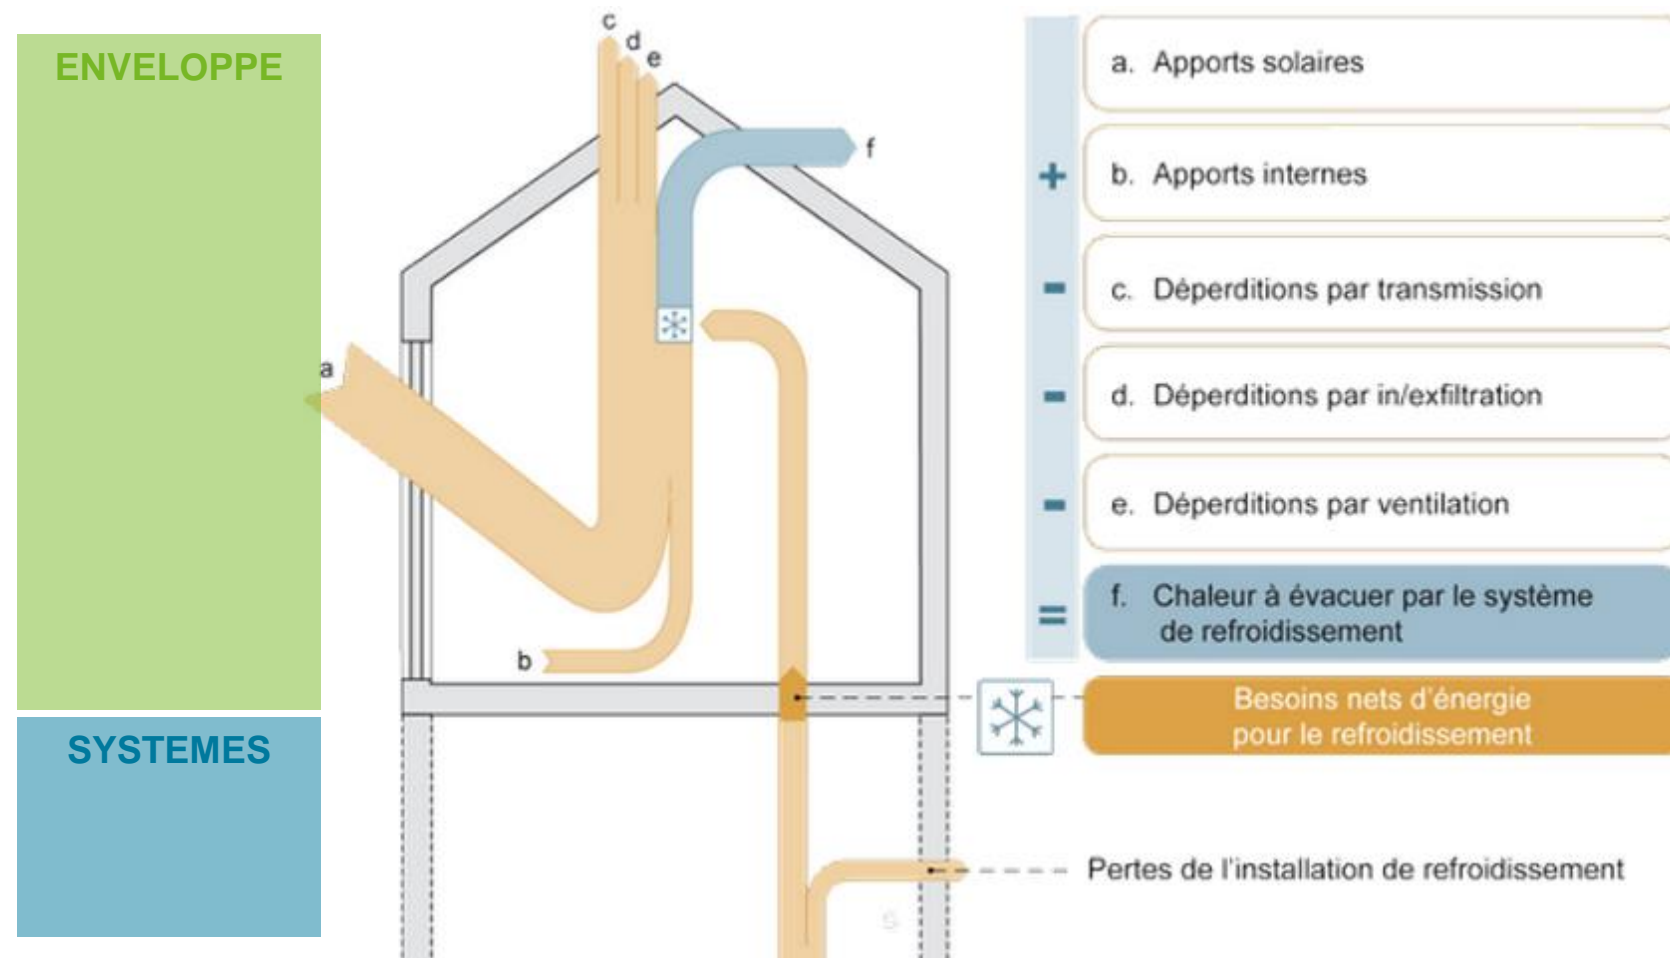 ENVELOPPE
SYSTEMES
c
d
e
f
a
b
a. Apports solaires
+ b. Apports internes
- c. Déperditions par transmission
- d. Déperditions par in/exfiltration
- e. Déperditions par ventilation
= f. Chaleur à évacuer par le système
de refroidissement
Besoins nets d'énergie
pour le refroidissement
Pertes de l'installation de refroidissement